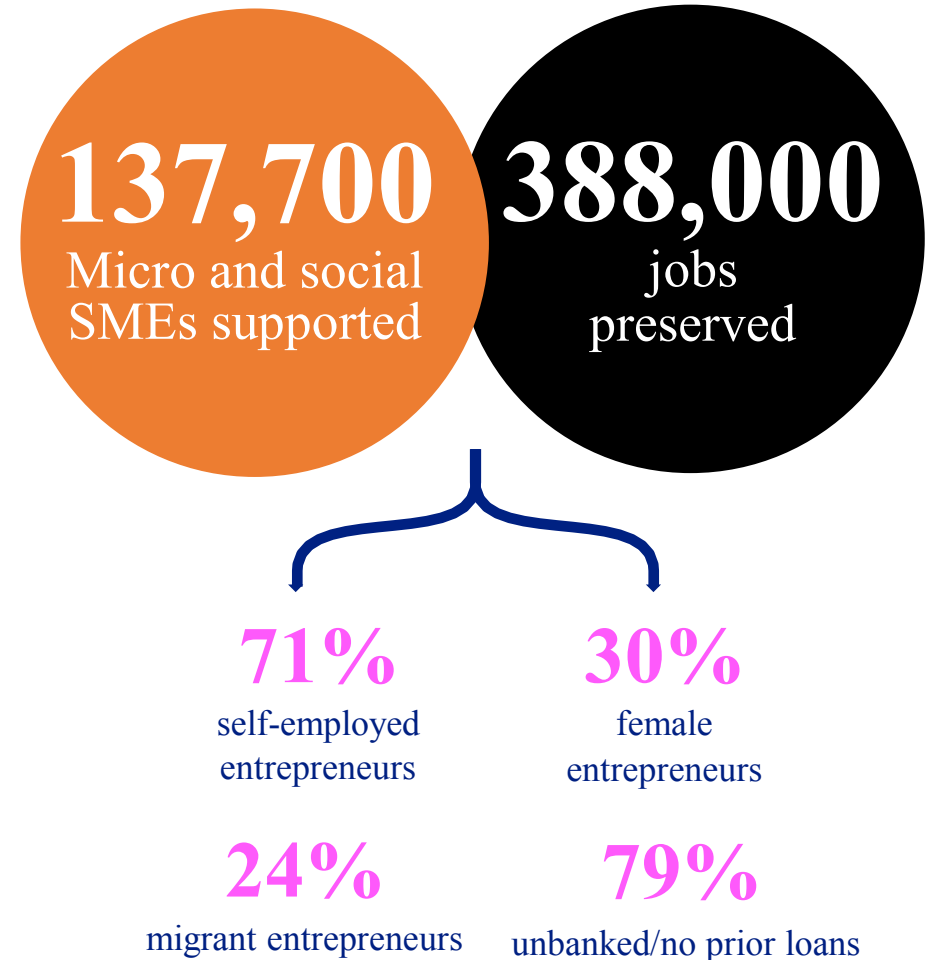 137,700
Micro and social
SMEs supported
388,000
jobs
preserved
71%
self-employed
entrepreneurs
30%
female
entrepreneurs
24%
migrant entrepreneurs
79%
unbanked/no prior loans